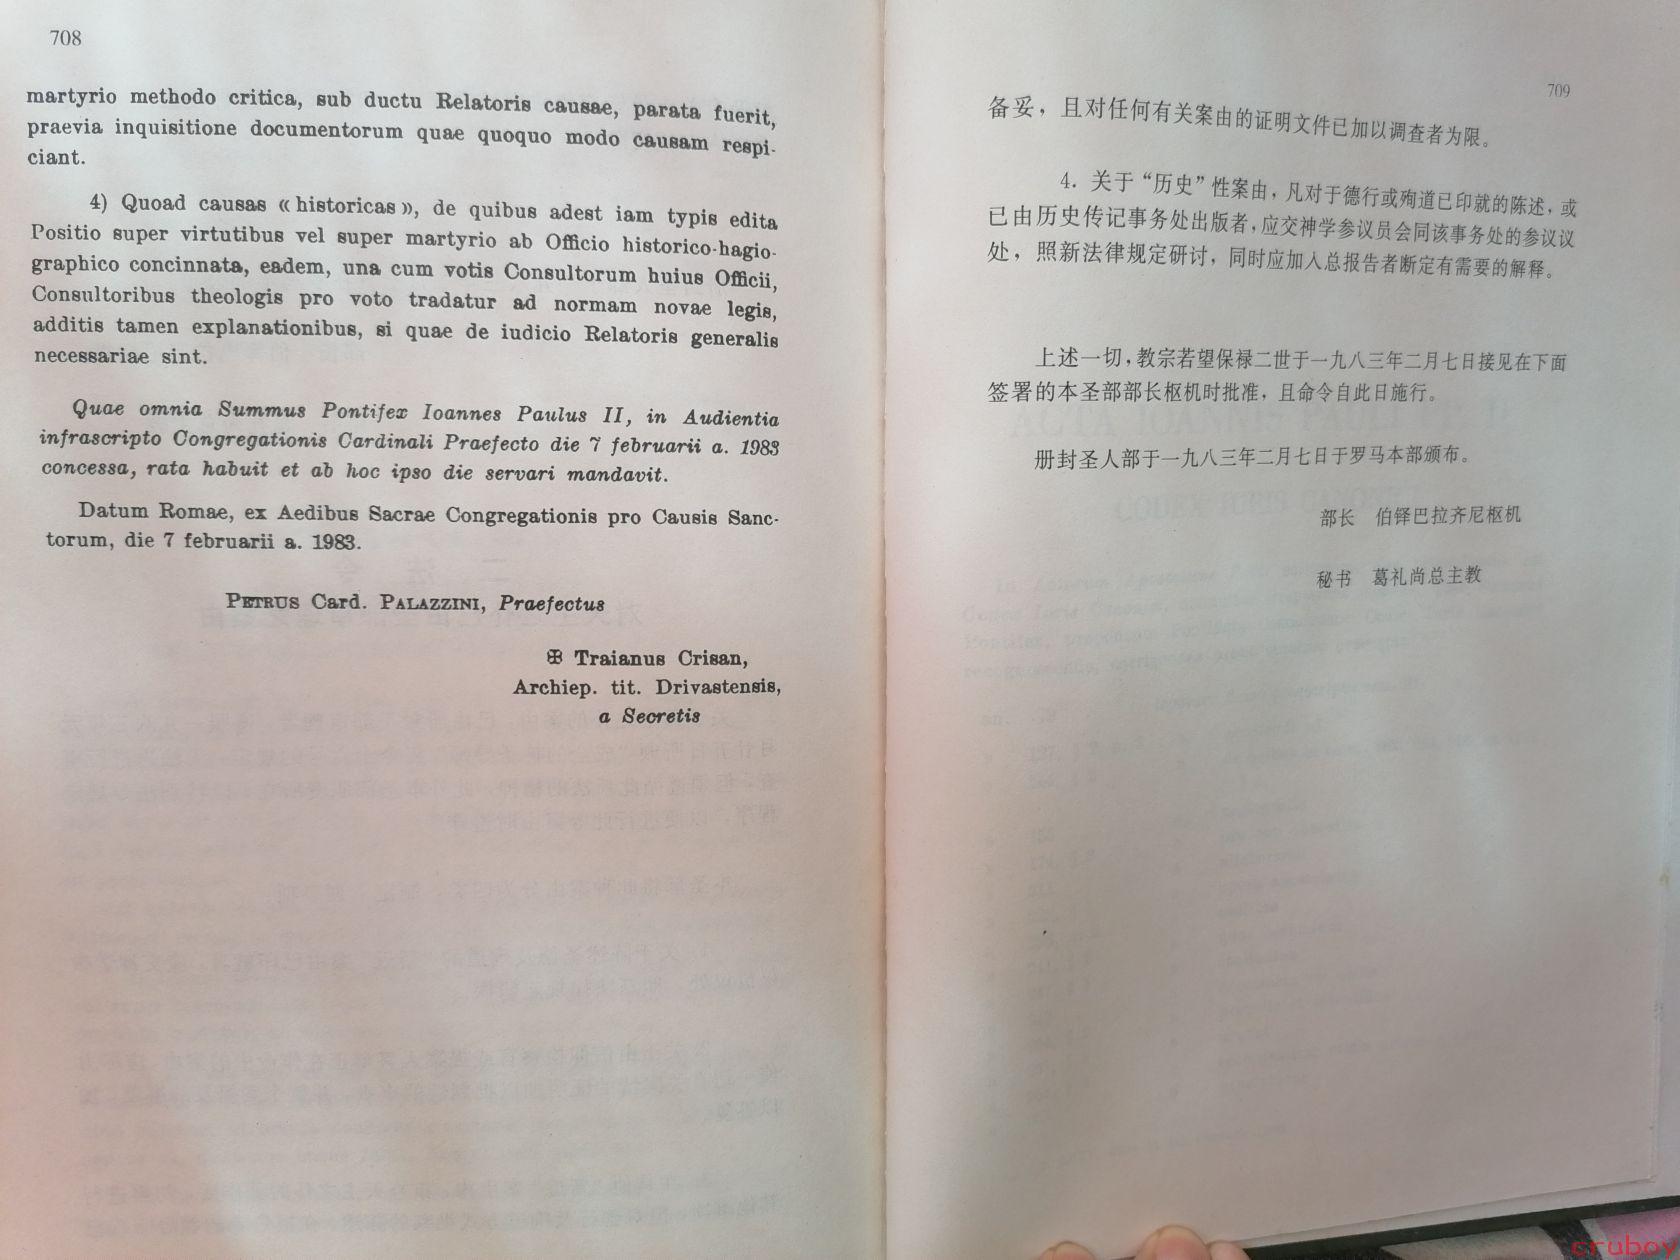 708
martyrio methodo critica, sub ductu Relatoris causae, parata fuerit,
praevia inquisitione documentorum quae quoquo modo causam respi-
ciant.
4) Quoad causas « historicas », de quibus adest iam typis edita
Positio super virtutibus vel super martyrio ab Officio historico-hagio-
graphico concinnata, eadem, una cum votis Consultorum huius Officii,
Consultoribus theologis pro voto tradatur ad normam novae legis,
additis tamen explanationibus, si quae de iudicio Relatoris generalis
necessariae sint.
Quae omnia Summus Pontifex Ioannes Paulus II, in Audientia
infrascripto Congregationis Cardinali Praefecto die 7 februarii a. 1983
concessa, rata habuit et ab hoc ipso die servari mandavit.
Datum Romae, ex Aedibus Sacrae Congregationis pro Causis Sanc-
torum, die 7 februarii a. 1983.
PETRUS Card. PALAZZINI, Praefectus
✠ Traianus Crisan,
Archiep. tit. Drivastensis,
a Secretis
709
备妥，且对任何有关案由的证明文件已加以调查者为限。
4. 关于“历史”性案由，凡对于德行或殉道已印就的陈述，或
已由历史传记事务处出版者，应交神学参议员会同该事务处的参议议
处，照新法律规定研讨，同时应加入总报告者断定有需要的解释。
上述一切，教宗若望保禄二世于一九八三年二月七日接见在下面
签署的本圣部部长枢机时批准，且命令自此日施行。
册封圣人部于一九八三年二月七日于罗马本部颁布。
部长 伯铎巴拉齐尼枢机
秘书 葛礼尚总主教
cruboy